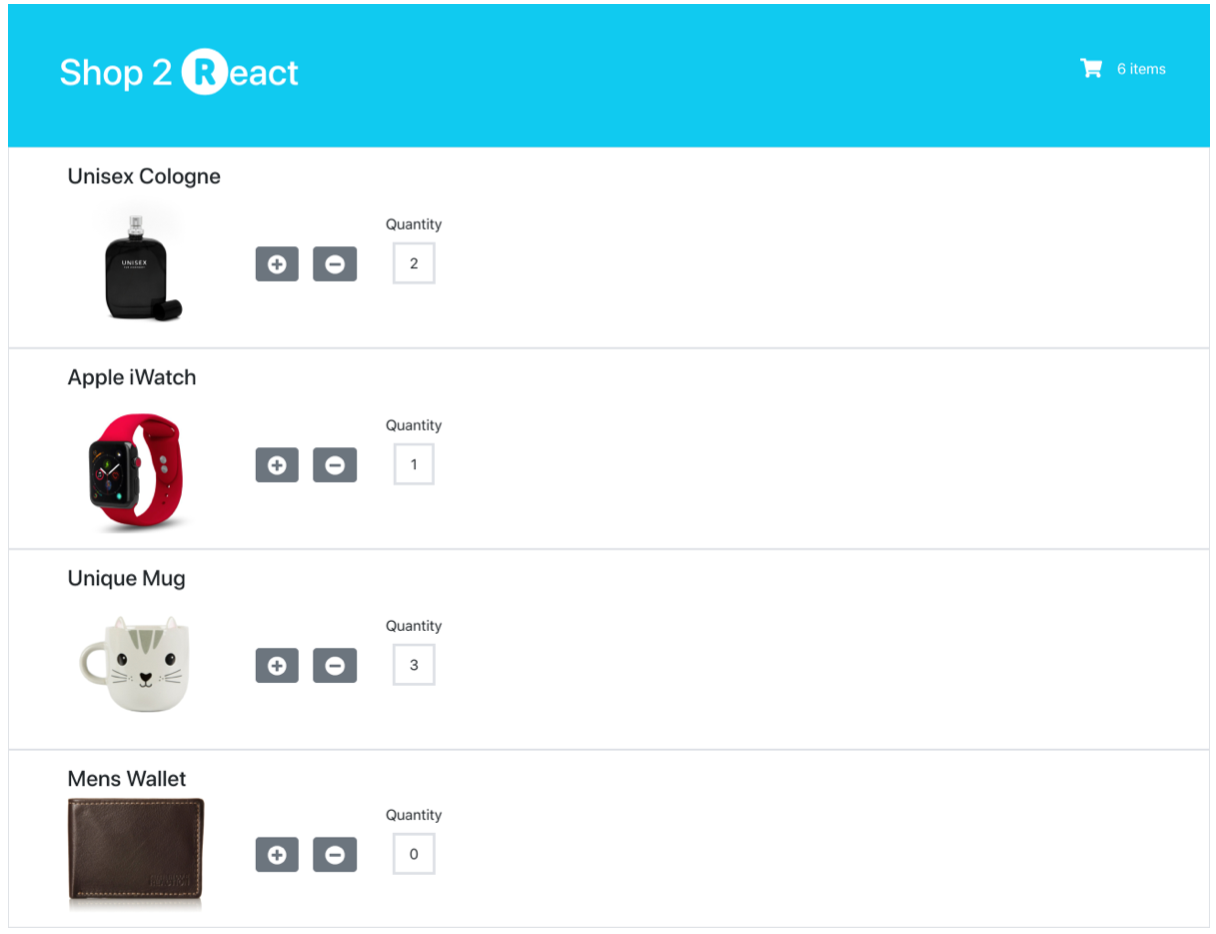 Shop 2 React
6 items
Unisex Cologne
UNISEX
Quantity
2
Apple iWatch
Quantity
1
Unique Mug
Quantity
3
Mens Wallet
Quantity
0